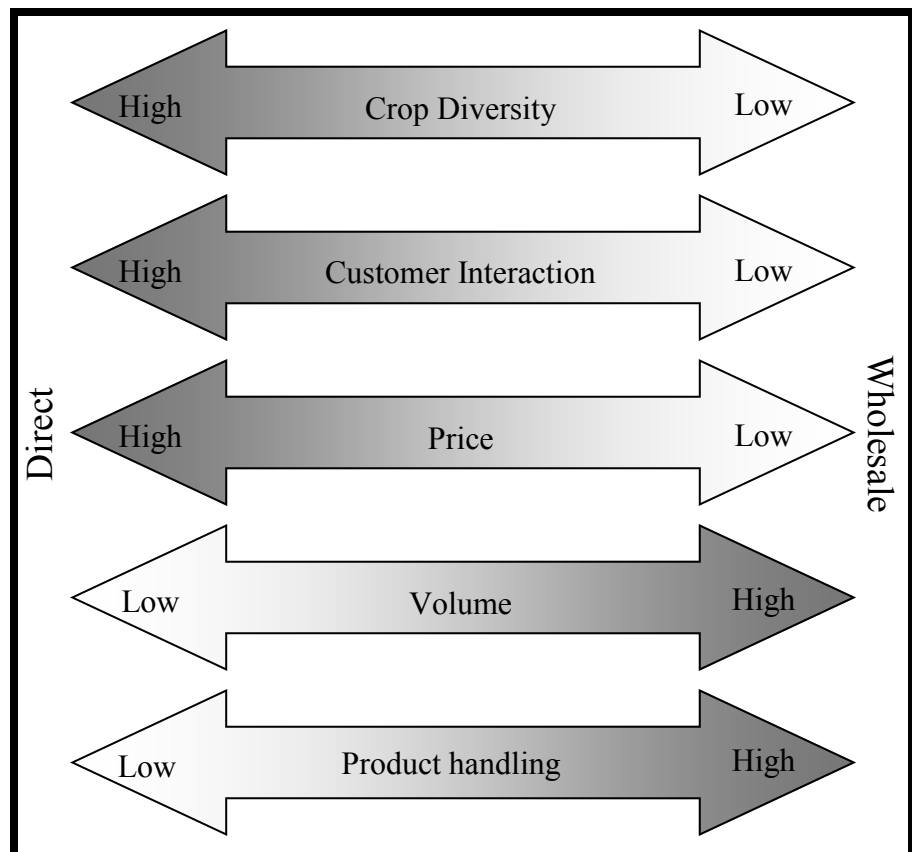 High Crop Diversity Low
High Customer Interaction Low
Direct
High Price Low
Wholesale
Low Volume High
Low Product handling High